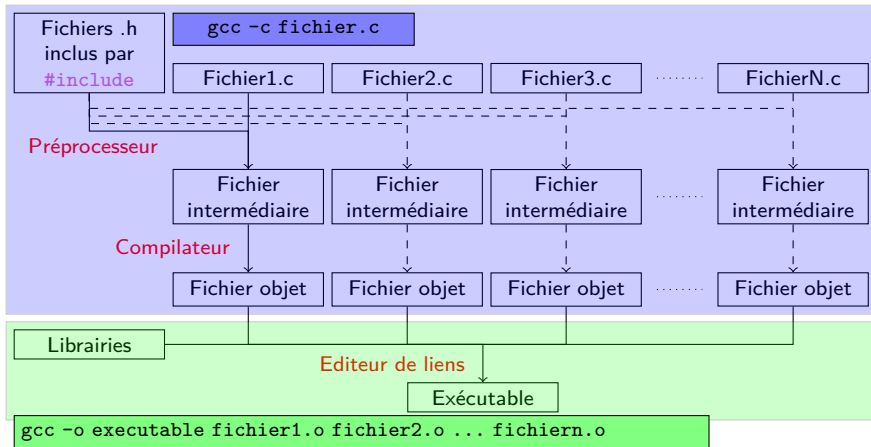 Fichiers .h
inclus par
#include
gcc -c fichier.c
Fichier1.c
Fichier2.c
Fichier3.c
........
FichierN.c
Préprocesseur
Fichier
intermédiaire
Fichier
intermédiaire
Fichier
intermédiaire
........
Fichier
intermédiaire
Compilateur
Fichier objet
Fichier objet
Fichier objet
........
Fichier objet
Librairies
Editeur de liens
Exécutable
gcc -o executable fichier1.o fichier2.o ... fichiern.o